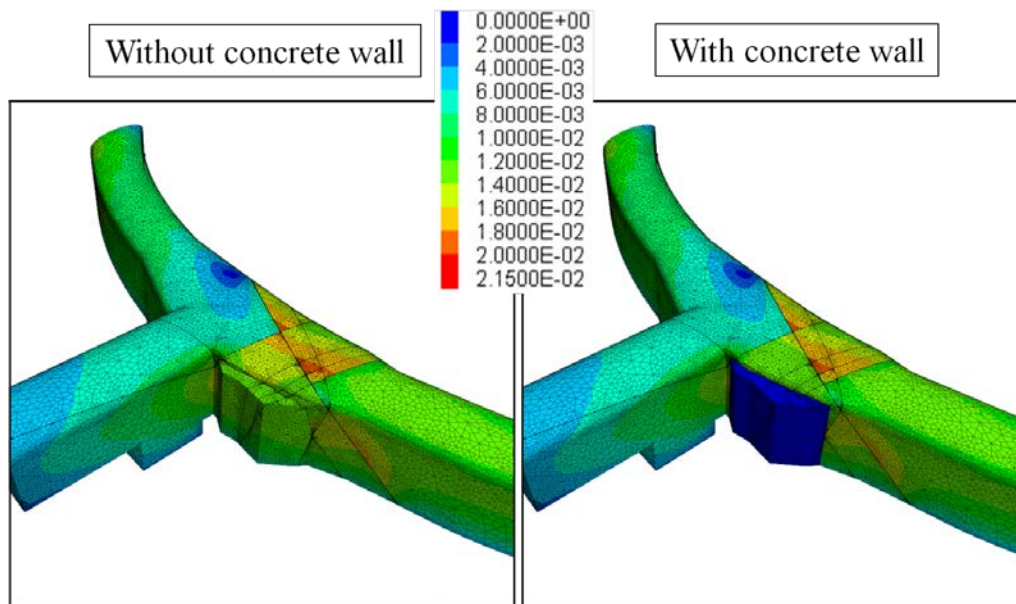 Without concrete wall
0.0000E+00
2.0000E-03
4.0000E-03
6.0000E-03
8.0000E-03
1.0000E-02
1.2000E-02
1.4000E-02
1.6000E-02
1.8000E-02
2.0000E-02
2.1500E-02
With concrete wall